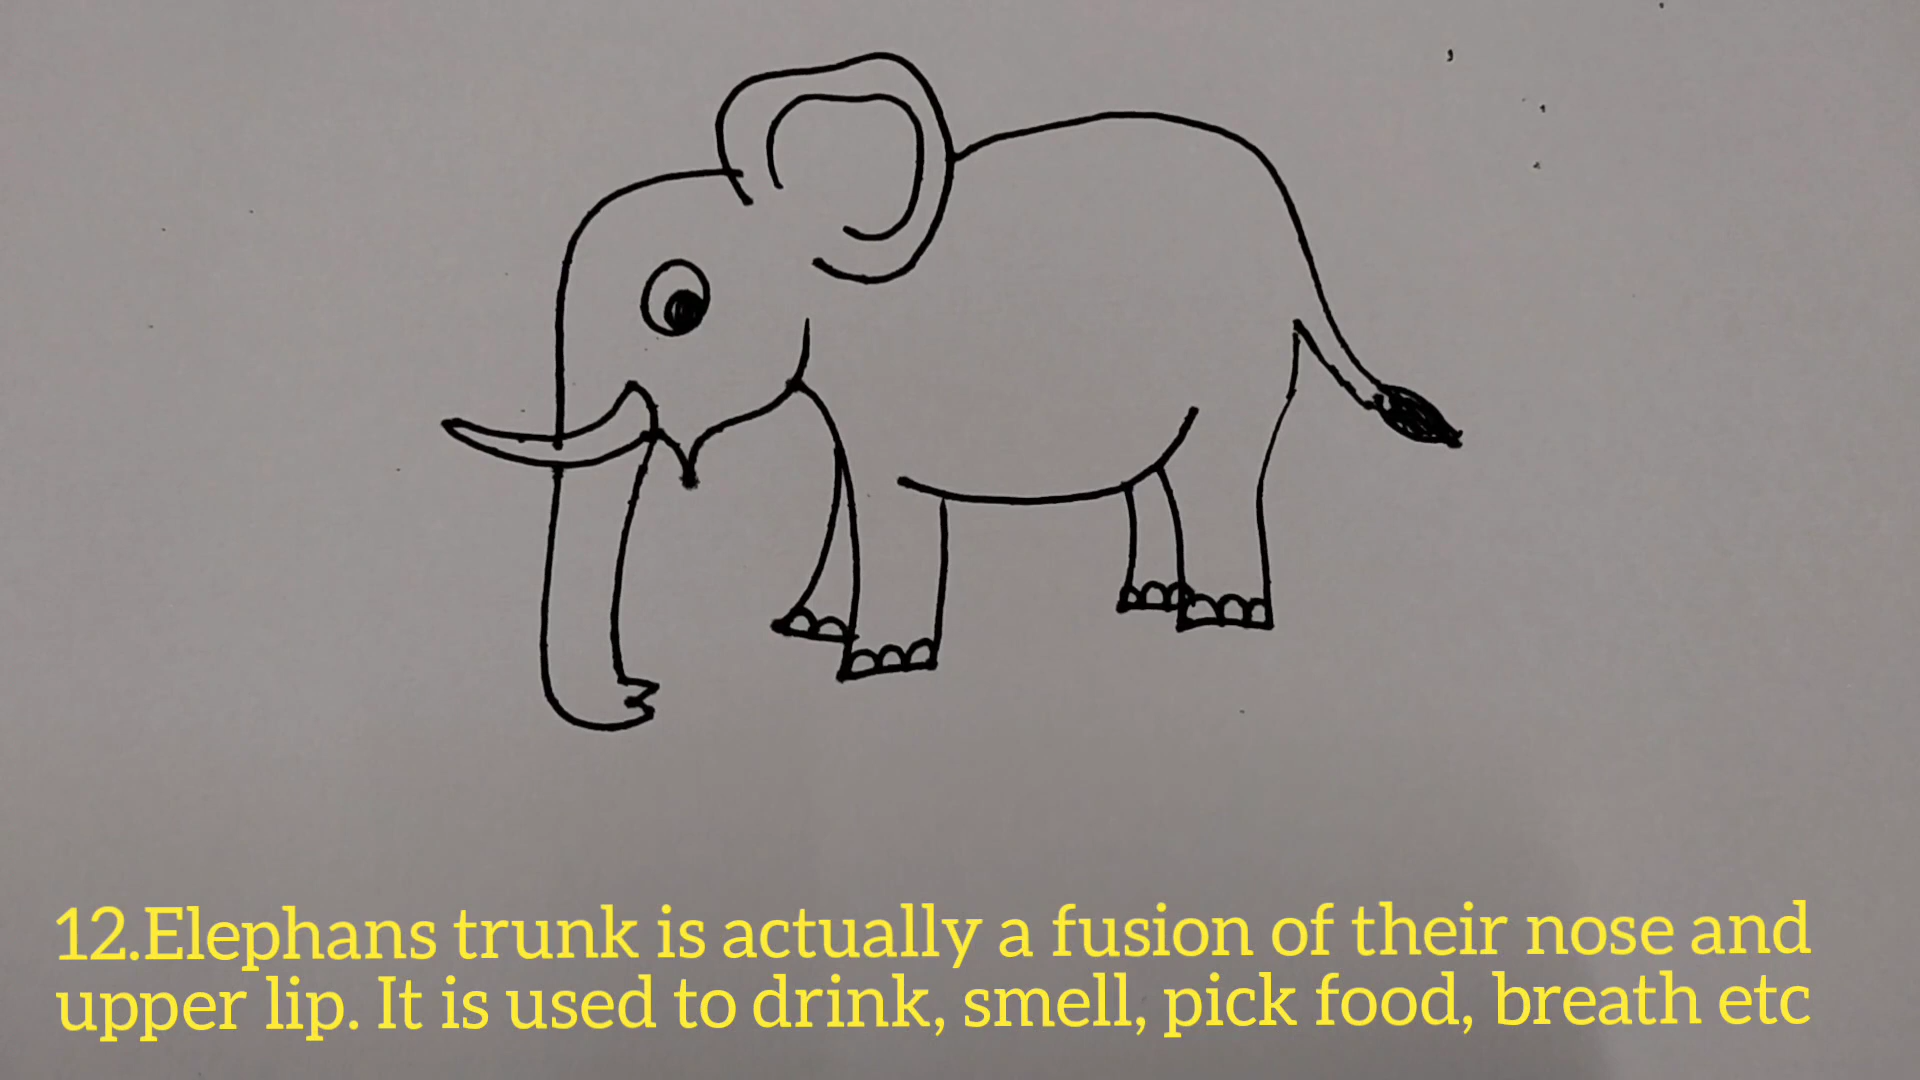 12.Elephans trunk is actually a fusion of their nose and
upper lip. It is used to drink, smell, pick food, breath etc